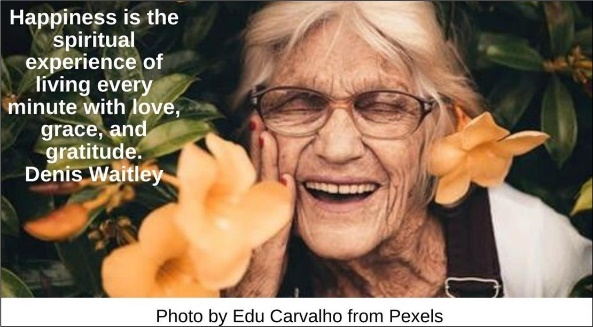 Happiness is the
spiritual
experience of
living every
minute with love,
grace, and
gratitude.
Denis Waitley
Photo by Edu Carvalho from Pexels